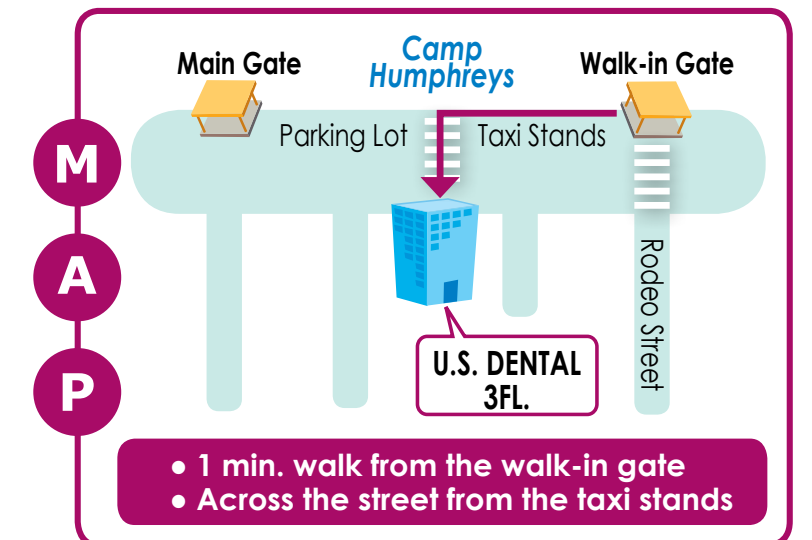 Camp
Humphreys
Main Gate
Walk-in Gate
Parking Lot
Taxi Stands
M
A
P
Rodeo Street
U.S. DENTAL
3FL.
● 1 min. walk from the walk-in gate
● Across the street from the taxi stands